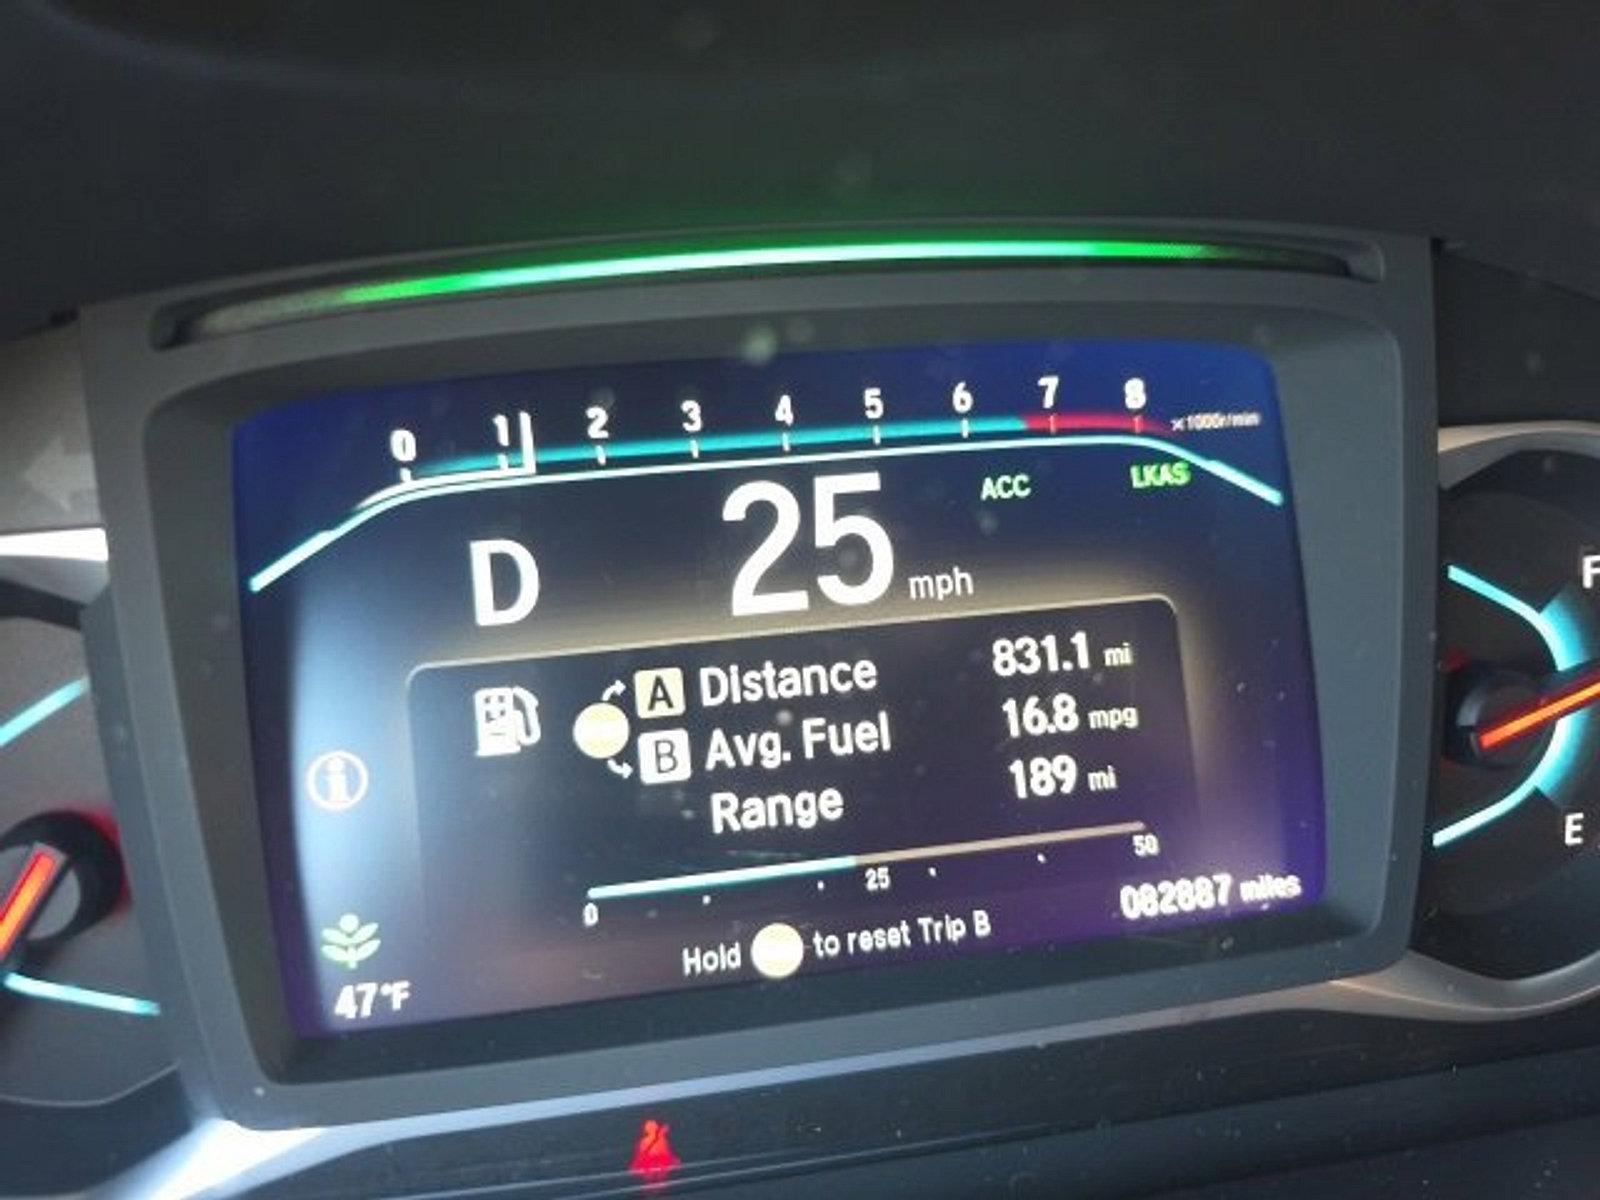 0 1 2 3 4 5 6 7 8 ×1000r/min
ACC LKAS
D 25 mph
A Distance 831.1 mi
B Avg. Fuel 16.8 mpg
Range 189 mi
0 25 50
082887 miles
Hold to reset Trip B
47°F
F
E